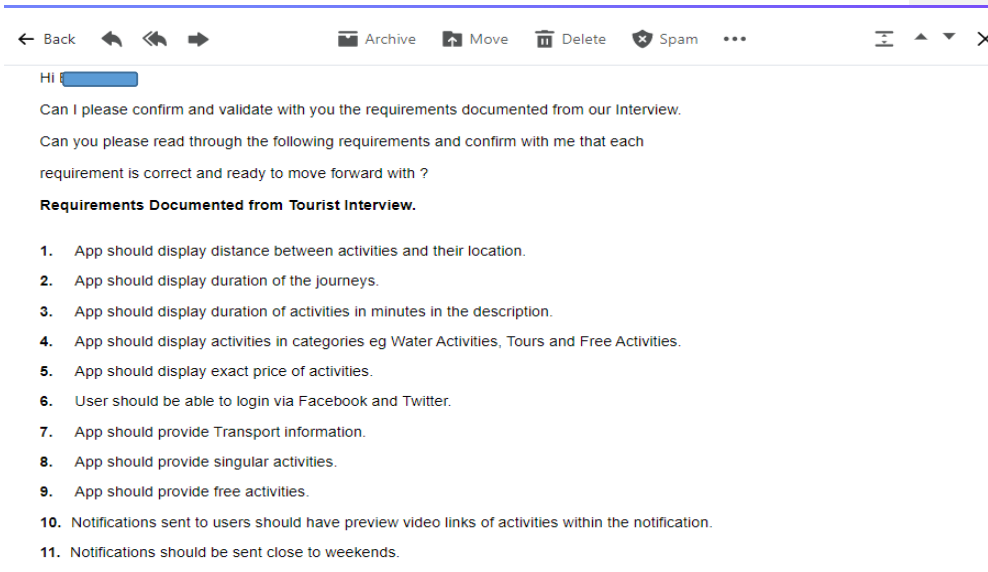 Back Archive Move Delete Spam
Hi
Can I please confirm and validate with you the requirements documented from our Interview.
Can you please read through the following requirements and confirm with me that each
requirement is correct and ready to move forward with ?
Requirements Documented from Tourist Interview.
1. App should display distance between activities and their location.
2. App should display duration of the journeys.
3. App should display duration of activities in minutes in the description.
4. App should display activities in categories eg Water Activities, Tours and Free Activities.
5. App should display exact price of activities.
6. User should be able to login via Facebook and Twitter.
7. App should provide Transport information.
8. App should provide singular activities.
9. App should provide free activities.
10. Notifications sent to users should have preview video links of activities within the notification.
11. Notifications should be sent close to weekends.